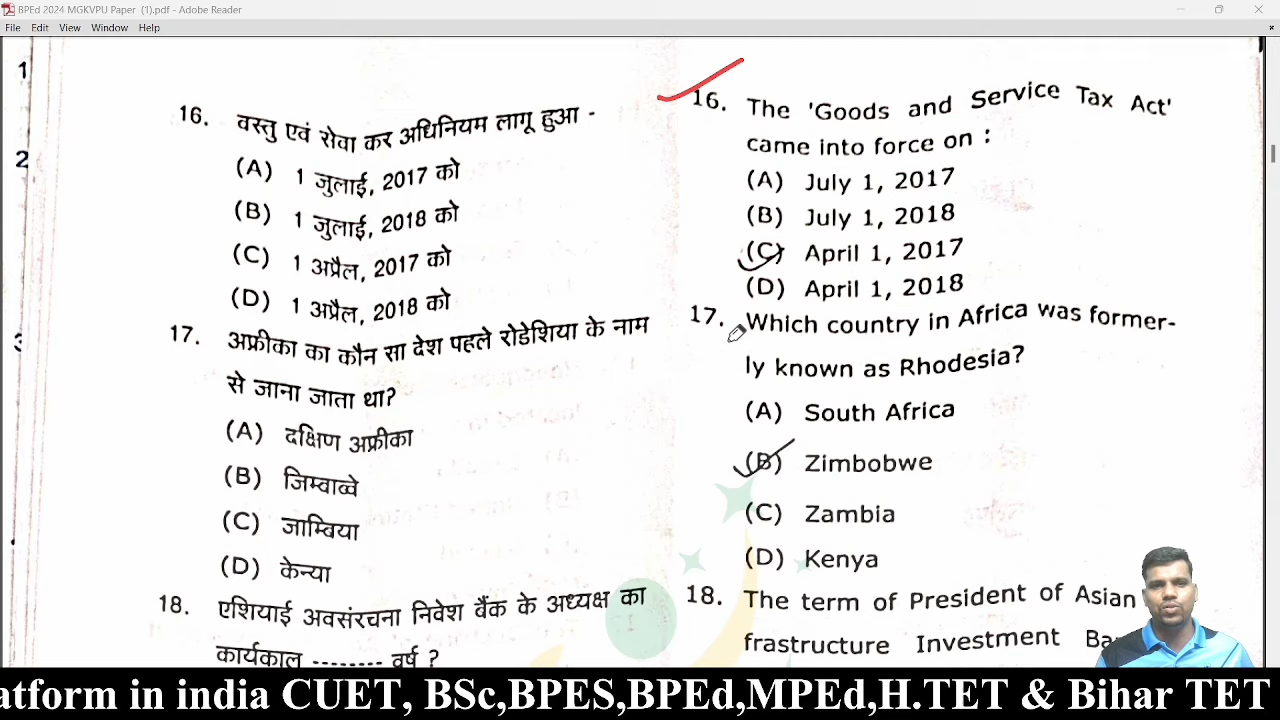 BPEd 2024 MGKVPU Paper (1).pdf - Adobe Reader
File Edit View Window Help
1
2
3
16. वस्तु एवं सेवा कर अधिनियम लागू हुआ -
(A) 1 जुलाई, 2017 को
(B) 1 जुलाई, 2018 को
(C) 1 अप्रैल, 2017 को
(D) 1 अप्रैल, 2018 को
17. अफ्रीका का कौन सा देश पहले रोडेशिया के नाम
से जाना जाता था?
(A) दक्षिण अफ्रीका
(B) जिम्वाव्वे
(C) जाम्बिया
(D) केन्या
18. एशियाई अवसंरचना निवेश बैंक के अध्यक्ष का
कार्यकाल -------- वर्ष ?
16. The 'Goods and Service Tax Act'
came into force on :
(A) July 1, 2017
(B) July 1, 2018
(C) April 1, 2017
(D) April 1, 2018
17. Which country in Africa was former-
ly known as Rhodesia?
(A) South Africa
(B) Zimbobwe
(C) Zambia
(D) Kenya
18. The term of President of Asian
frastructure Investment Ba
atform in india CUET, BSc,BPES,BPEd,MPEd,H.TET & Bihar TET